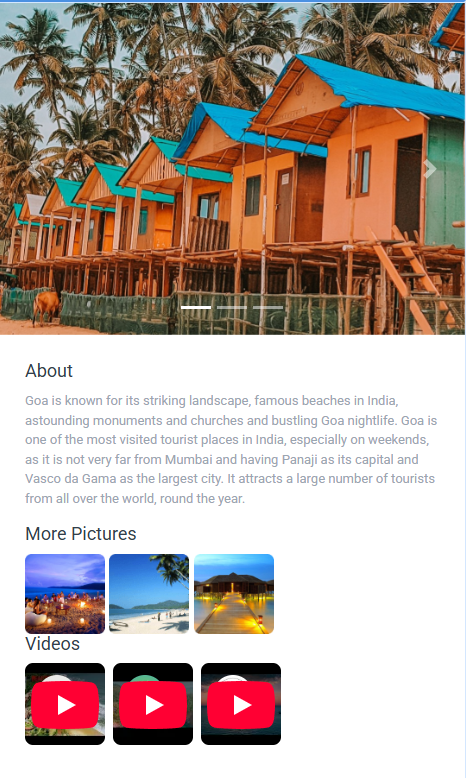 About
Goa is known for its striking landscape, famous beaches in India,
astounding monuments and churches and bustling Goa nightlife. Goa is
one of the most visited tourist places in India, especially on weekends,
as it is not very far from Mumbai and having Panaji as its capital and
Vasco da Gama as the largest city. It attracts a large number of tourists
from all over the world, round the year.
More Pictures
Videos